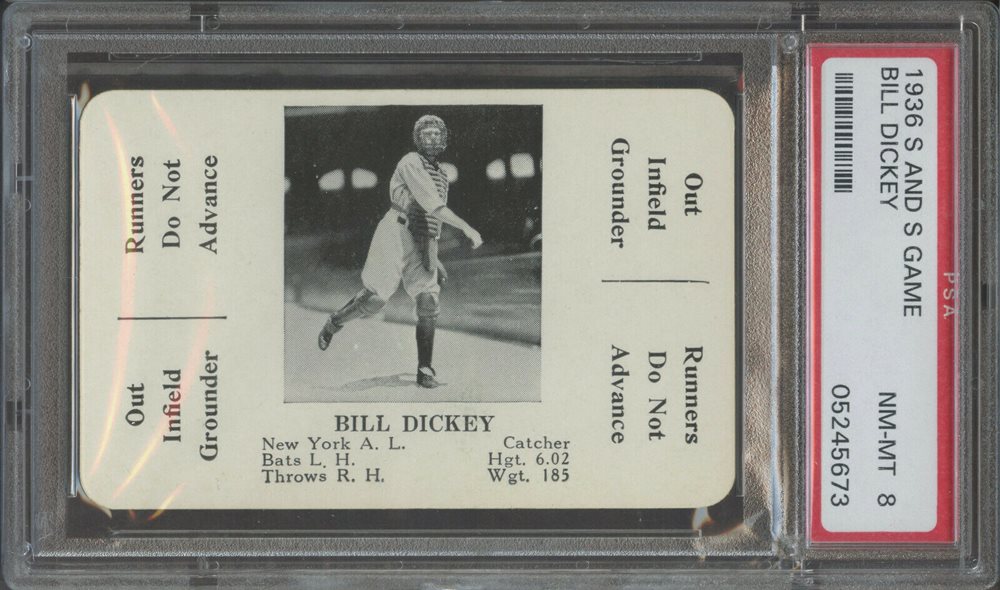 Runners
Do Not
Advance
Out
Infield
Grounder
BILL DICKEY
New York A. L. Catcher
Bats L. H. Hgt. 6.02
Throws R. H. Wgt. 185
Out
Infield
Grounder
Runners
Do Not
Advance
PSA
1936 S AND S GAME
BILL DICKEY
NM-MT 8
05245673